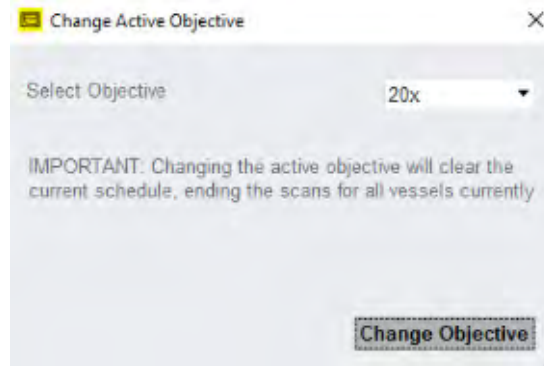 Change Active Objective
Select Objective
20x
IMPORTANT: Changing the active objective will clear the
current schedule, ending the scans for all vessels currently
Change Objective